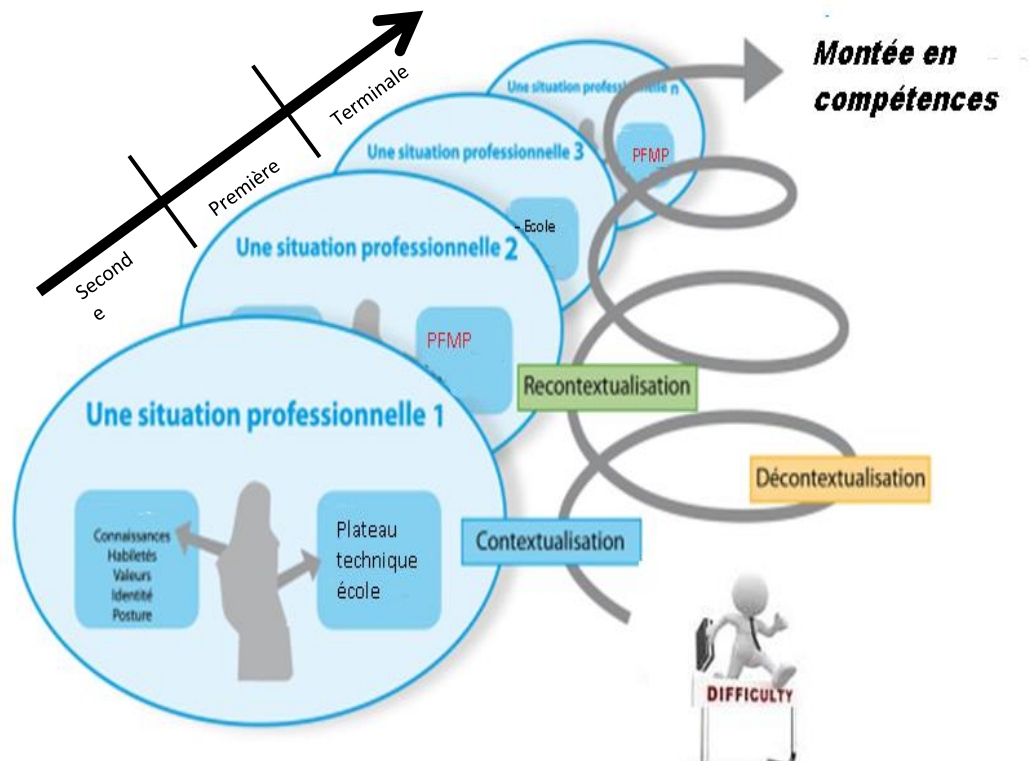 Montée en
compétences
Terminale
Première
Second
e
Une situation professionnelle n
PFMP
Une situation professionnelle 3
- Ecole
Une situation professionnelle 2
PFMP
Recontextualisation
Une situation professionnelle 1
Décontextualisation
Contextualisation
Connaissances
Habiletés
Valeurs
Identité
Posture
Plateau
technique
école
DIFFICULTY